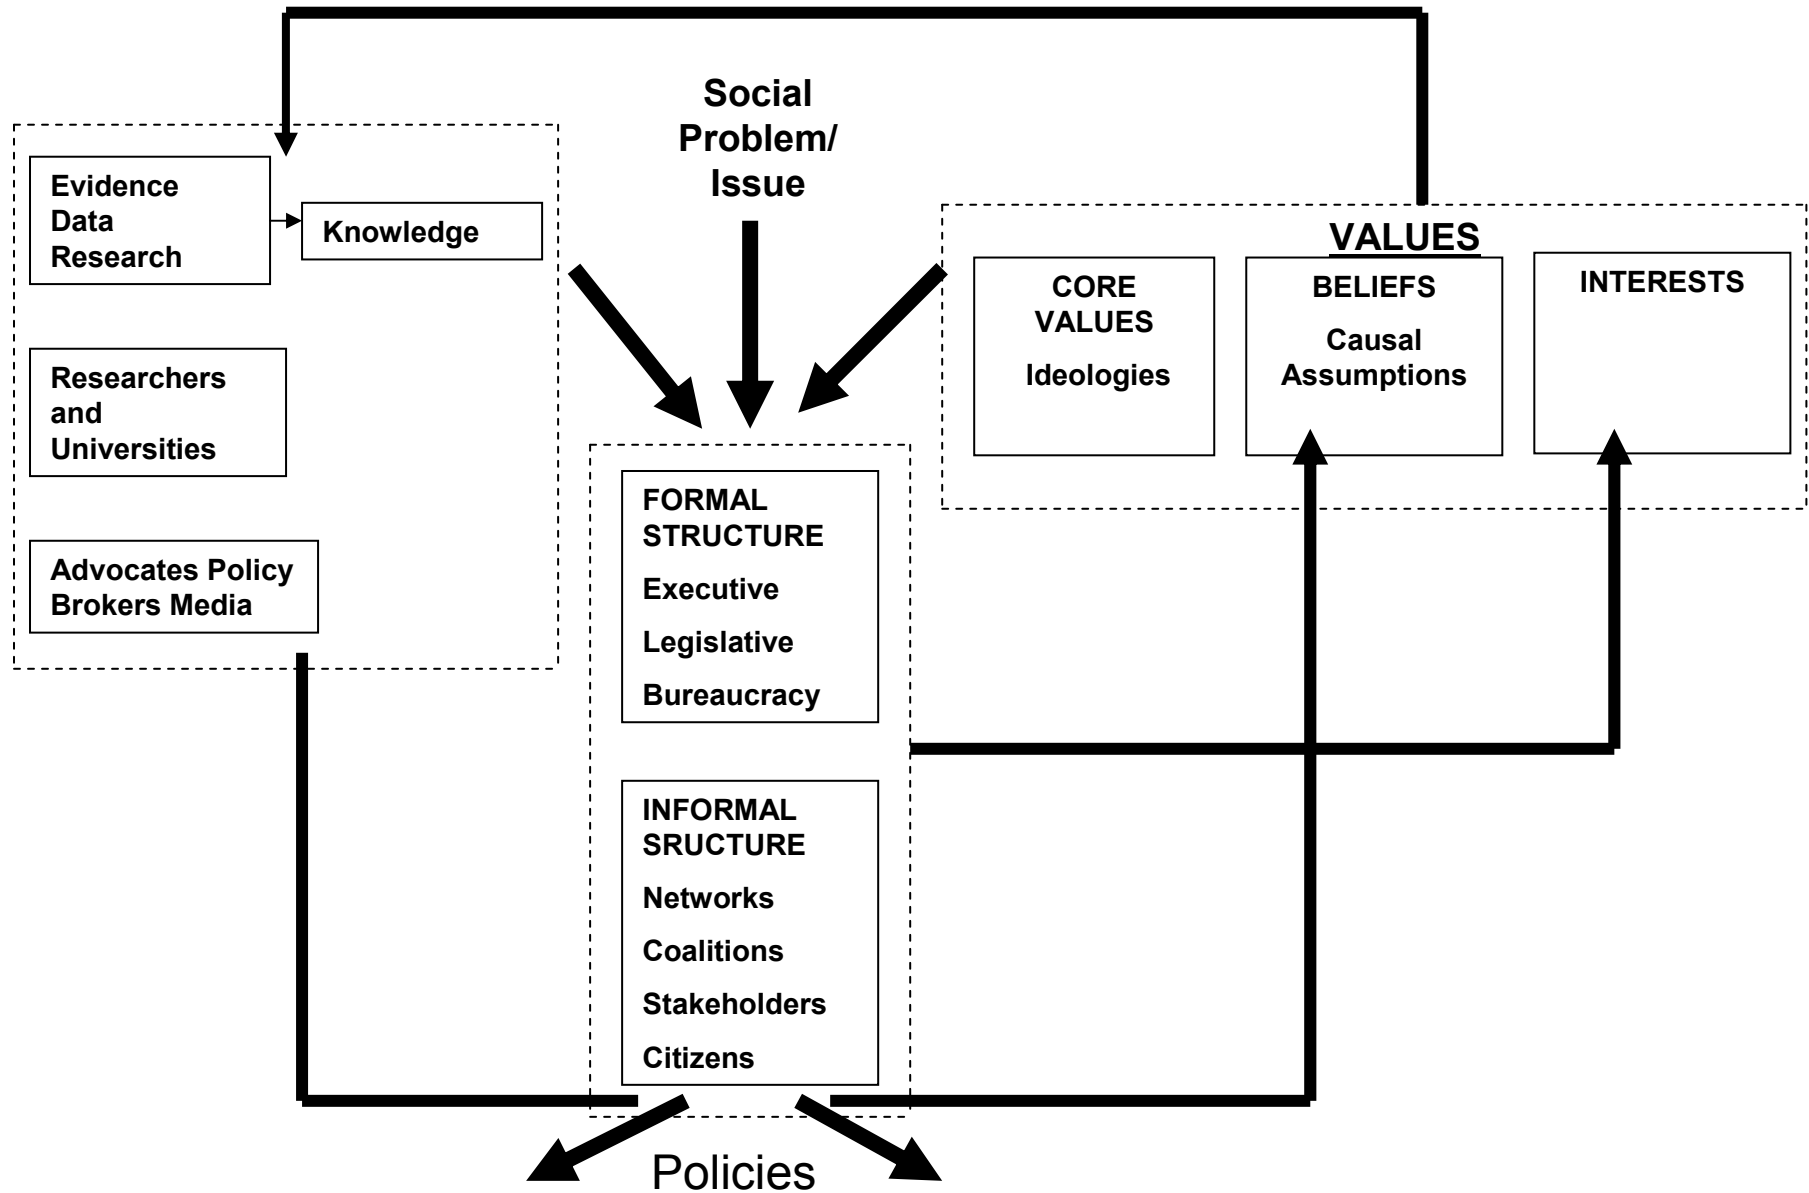 Social
Problem/
Issue
Evidence
Data
Research
Knowledge
Researchers
and
Universities
Advocates Policy
Brokers Media
VALUES
CORE
VALUES
Ideologies
BELIEFS
Causal
Assumptions
INTERESTS
FORMAL
STRUCTURE
Executive
Legislative
Bureaucracy
INFORMAL
SRUCTURE
Networks
Coalitions
Stakeholders
Citizens
Policies